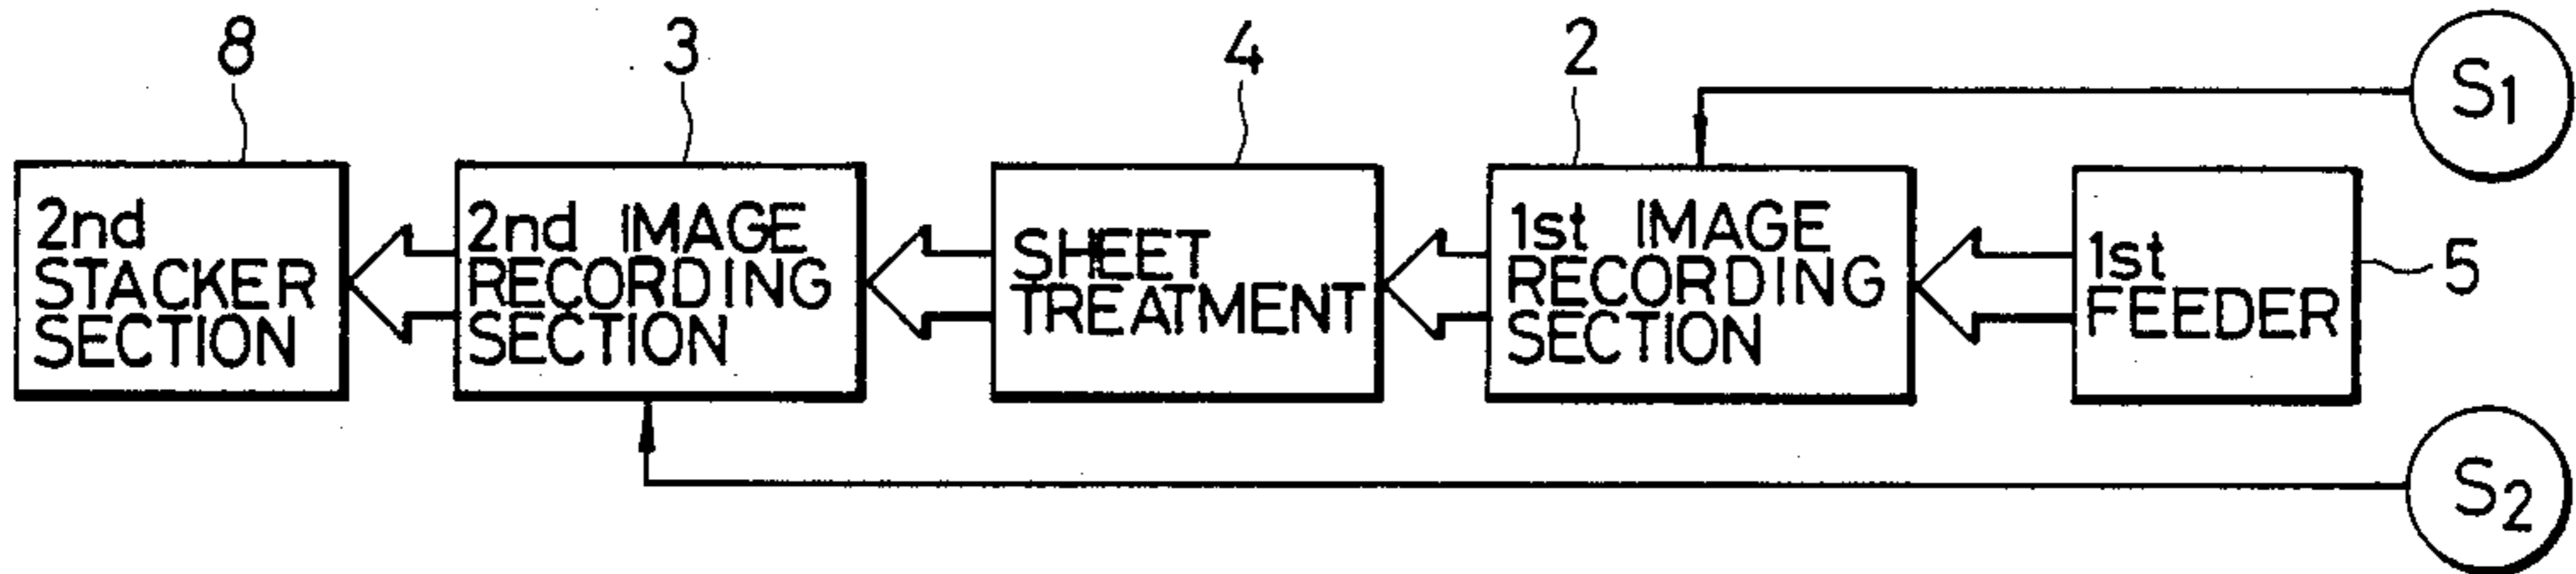 8
3
4
2
S1
2nd
STACKER
SECTION
2nd IMAGE
RECORDING
SECTION
SHEET
TREATMENT
1st IMAGE
RECORDING
SECTION
1st
FEEDER
5
S2